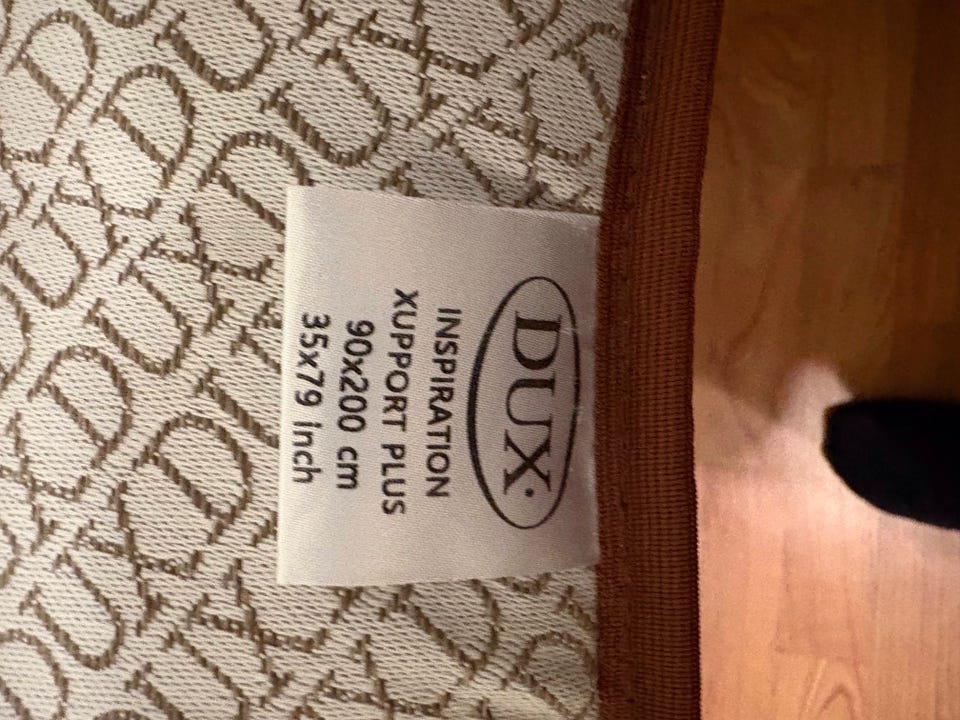 DUX
INSPIRATION
XUPPORT PLUS
90x200 cm
35x79 inch